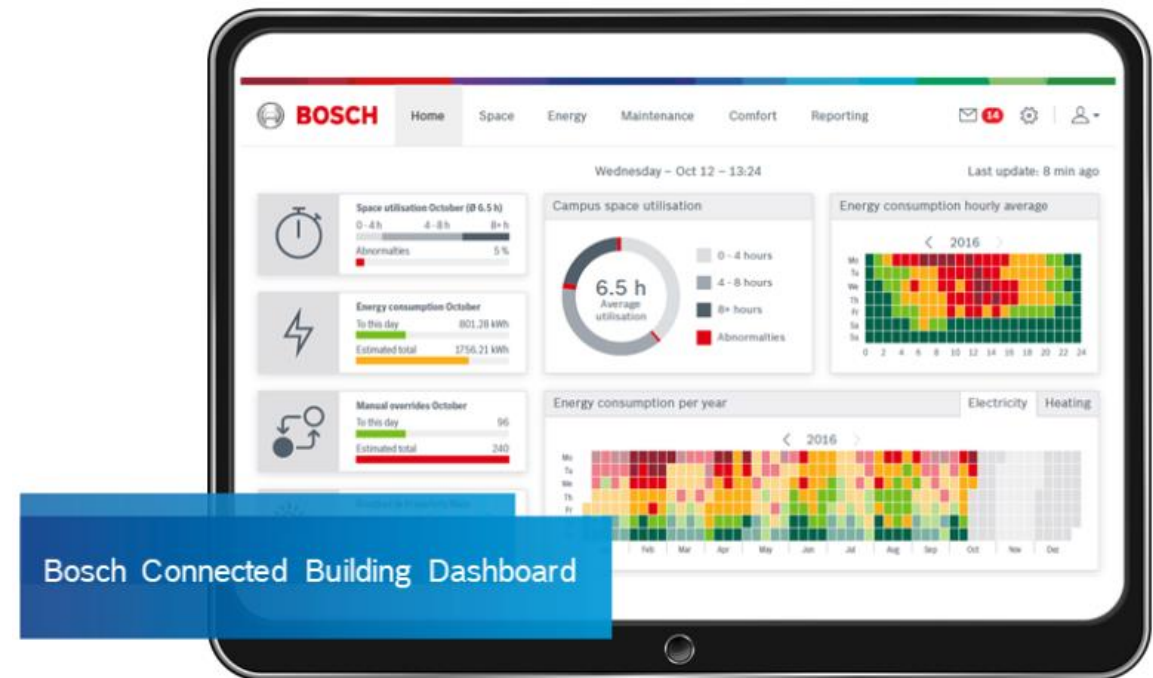 BOSCH Home Space Energy Maintenance Comfort Reporting 14
Wednesday – Oct 12 – 13:24 Last update: 8 min ago
Space utilisation October (Ø 6.5 h)
0 - 4 h 4 - 8 h 8+ h
Abnormalties 5 %
Energy consumption October
To this day 801.28 kWh
Estimated total 1756.21 kWh
Manual overrides October
To this day 96
Estimated total 240
Campus space utilisation
6.5 h
Average
utilisation
0 - 4 hours
4 - 8 hours
8+ hours
Abnormalties
Energy consumption hourly average
2016
Mo
Tu
We
Th
Fr
Sa
Su
0 2 4 6 8 10 12 14 16 18 20 22 24
Energy consumption per year Electricity Heating
2016
Mo
Tu
We
Th
Fr
Feb Mar Apr May Jun Jul Aug Sep Oct Nov Dec
Bosch Connected Building Dashboard